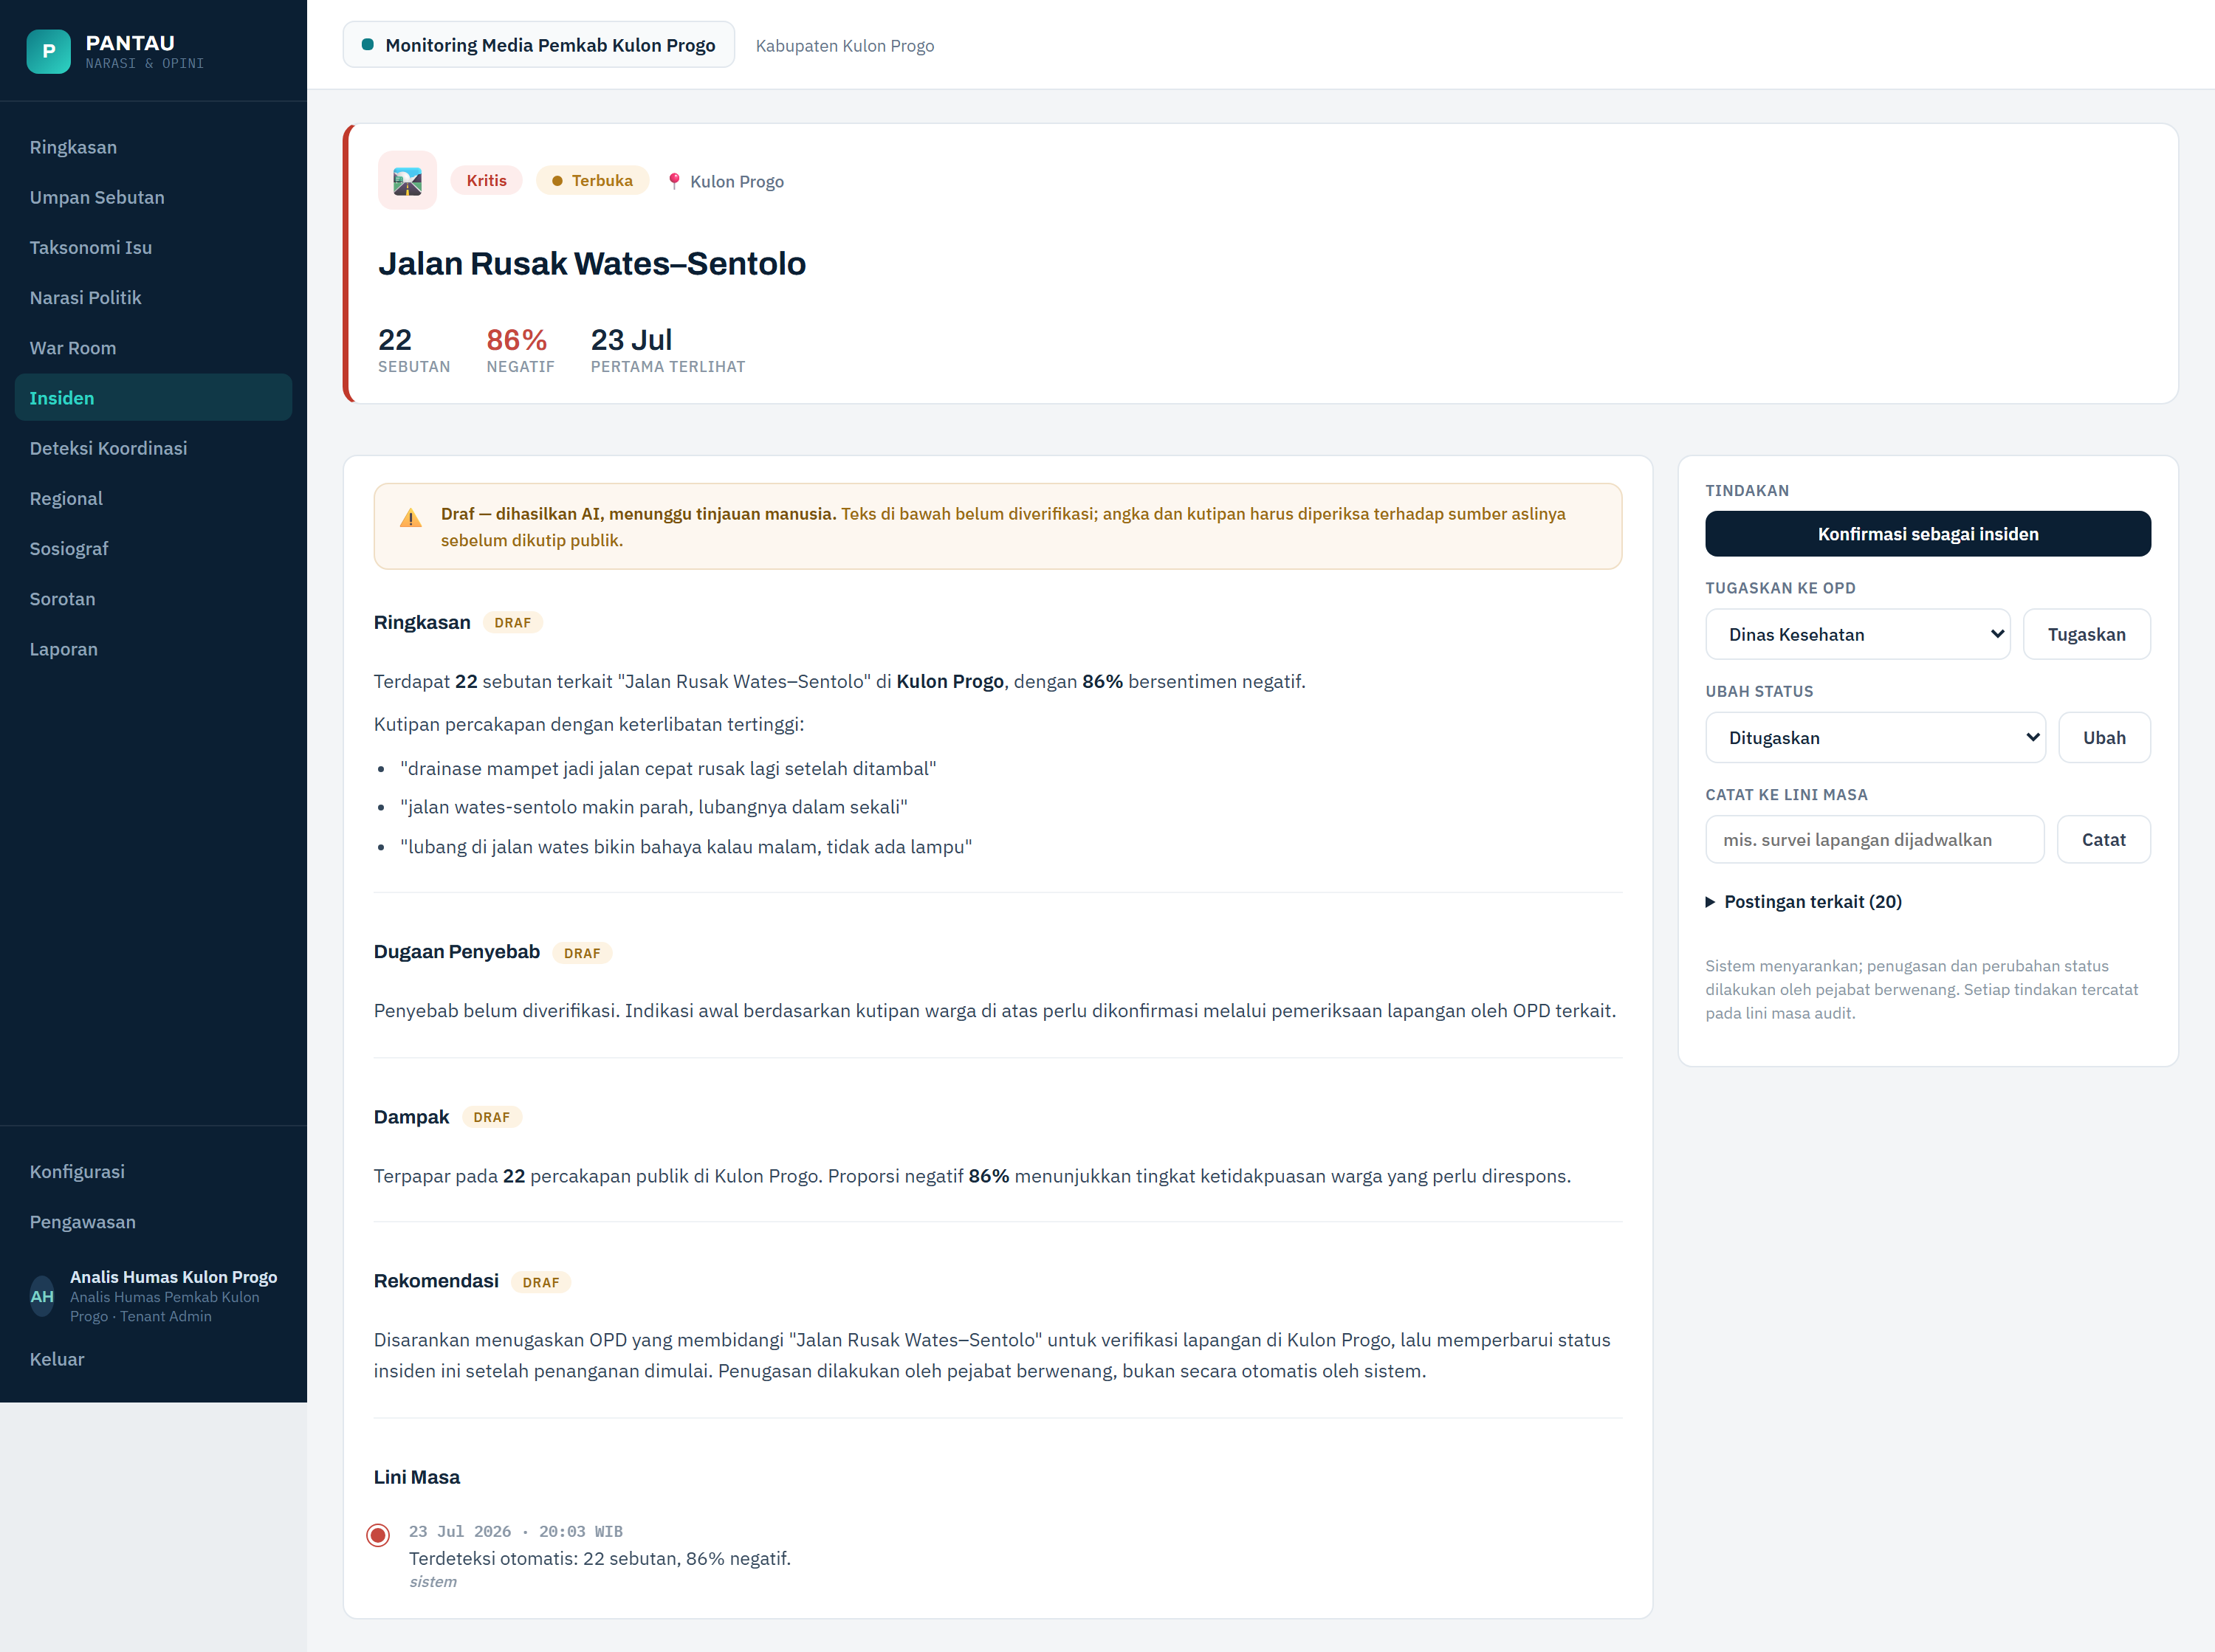 P
PANTAU
NARASI & OPINI
Ringkasan
Umpan Sebutan
Taksonomi Isu
Narasi Politik
War Room
Insiden
Deteksi Koordinasi
Regional
Sosiograf
Sorotan
Laporan
Konfigurasi
Pengawasan
AH
Analis Humas Kulon Progo
Analis Humas Pemkab Kulon
Progo · Tenant Admin
Keluar
Monitoring Media Pemkab Kulon Progo
Kabupaten Kulon Progo
Kritis
Terbuka
Kulon Progo
Jalan Rusak Wates–Sentolo
22
SEBUTAN
86%
NEGATIF
23 Jul
PERTAMA TERLIHAT
Draf — dihasilkan AI, menunggu tinjauan manusia. Teks di bawah belum diverifikasi; angka dan kutipan harus diperiksa terhadap sumber aslinya
sebelum dikutip publik.
Ringkasan DRAF
Terdapat 22 sebutan terkait "Jalan Rusak Wates–Sentolo" di Kulon Progo, dengan 86% bersentimen negatif.
Kutipan percakapan dengan keterlibatan tertinggi:
• "drainase mampet jadi jalan cepat rusak lagi setelah ditambal"
• "jalan wates-sentolo makin parah, lubangnya dalam sekali"
• "lubang di jalan wates bikin bahaya kalau malam, tidak ada lampu"
Dugaan Penyebab DRAF
Penyebab belum diverifikasi. Indikasi awal berdasarkan kutipan warga di atas perlu dikonfirmasi melalui pemeriksaan lapangan oleh OPD terkait.
Dampak DRAF
Terpapar pada 22 percakapan publik di Kulon Progo. Proporsi negatif 86% menunjukkan tingkat ketidakpuasan warga yang perlu direspons.
Rekomendasi DRAF
Disarankan menugaskan OPD yang membidangi "Jalan Rusak Wates–Sentolo" untuk verifikasi lapangan di Kulon Progo, lalu memperbarui status
insiden ini setelah penanganan dimulai. Penugasan dilakukan oleh pejabat berwenang, bukan secara otomatis oleh sistem.
Lini Masa
23 Jul 2026 · 20:03 WIB
Terdeteksi otomatis: 22 sebutan, 86% negatif.
sistem
TINDAKAN
Konfirmasi sebagai insiden
TUGASKAN KE OPD
Dinas Kesehatan
Tugaskan
UBAH STATUS
Ditugaskan
Ubah
CATAT KE LINI MASA
mis. survei lapangan dijadwalkan
Catat
Postingan terkait (20)
Sistem menyarankan; penugasan dan perubahan status
dilakukan oleh pejabat berwenang. Setiap tindakan tercatat
pada lini masa audit.